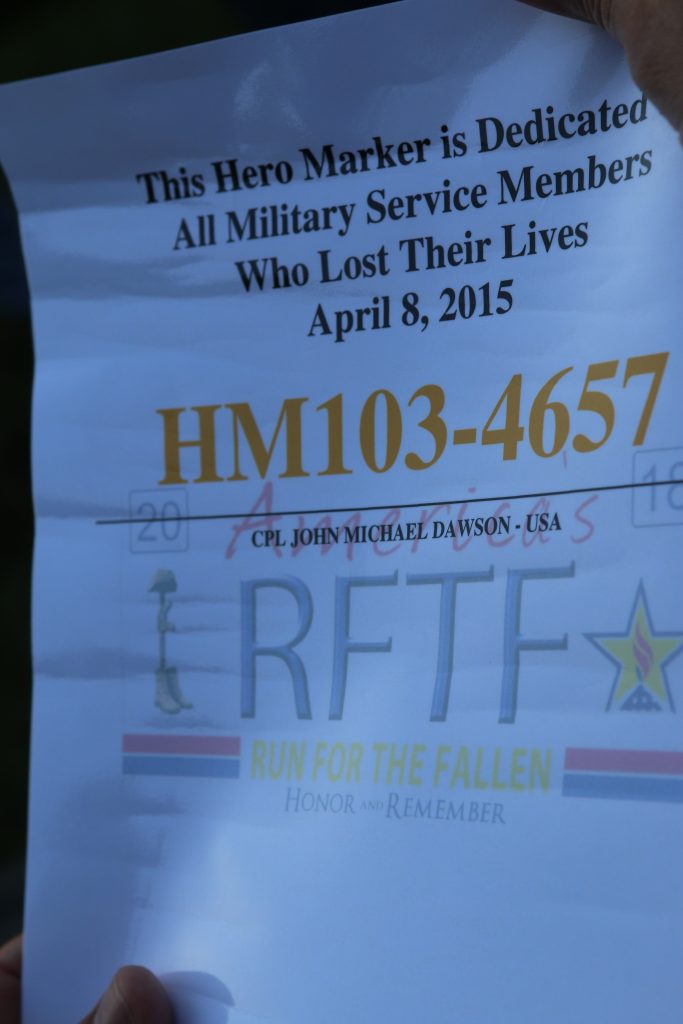 This Hero Marker is Dedicated
All Military Service Members
Who Lost Their Lives
April 8, 2015
HM103-4657
20 America's 18
CPL JOHN MICHAEL DAWSON - USA
RFTF
RUN FOR THE FALLEN
HONOR AND REMEMBER